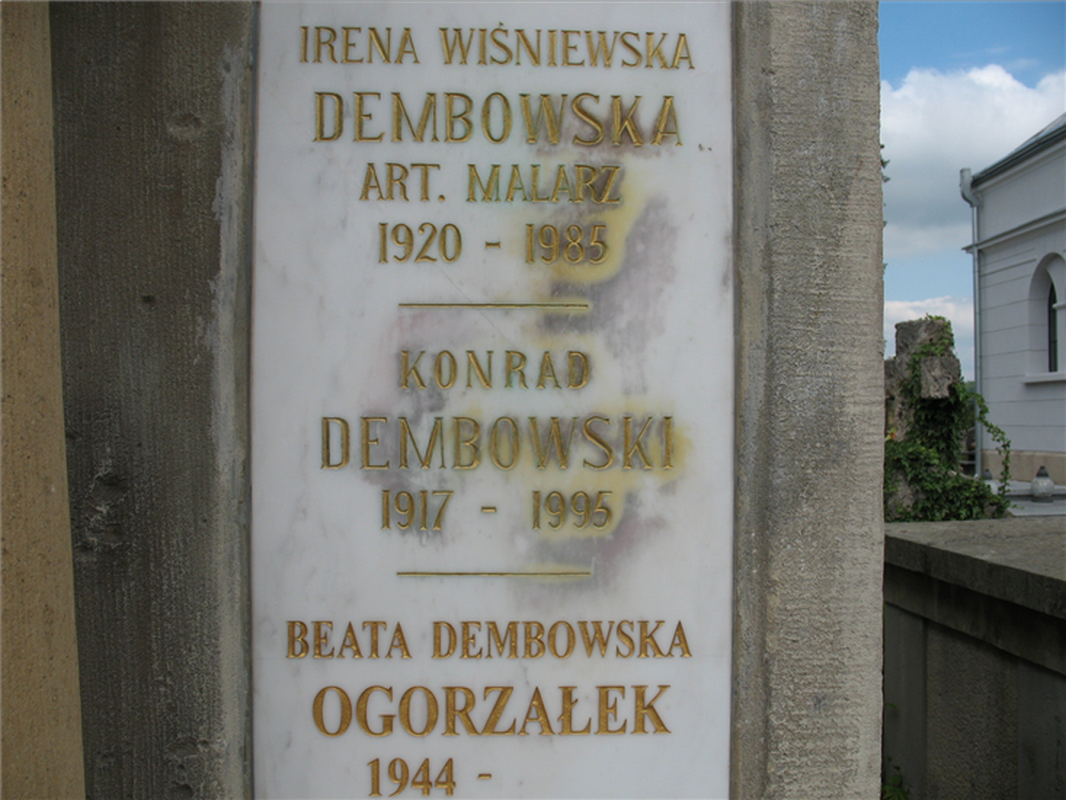 IRENA WIŚNIEWSKA
DEMBOWSKA
ART. MALARZ
1920 - 1985
KONRAD
DEMBOWSKI
1917 - 1995
BEATA DEMBOWSKA
OGORZAŁEK
1944 -